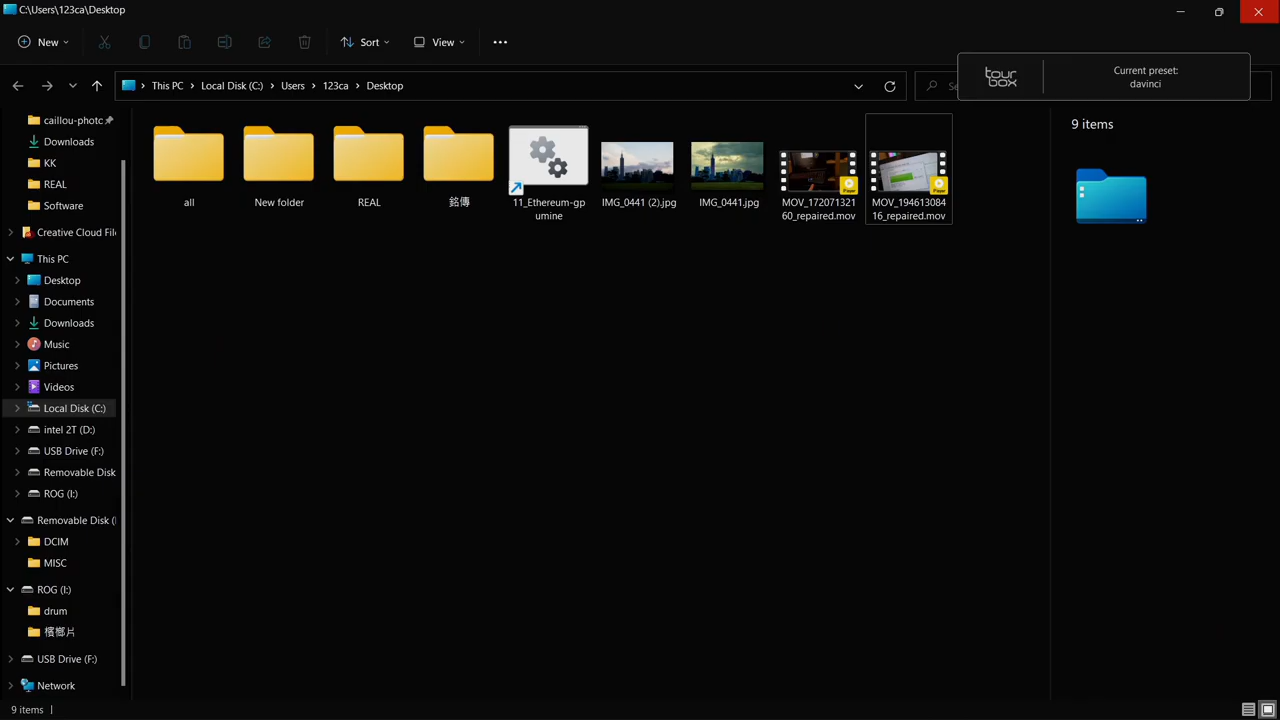 C:\Users\123ca\Desktop
New
Sort
View
This PC
Local Disk (C:)
Users
123ca
Desktop
tour
box
Current preset:
davinci
caillou-photo
Downloads
KK
REAL
Software
Creative Cloud File
This PC
Desktop
Documents
Downloads
Music
Pictures
Videos
Local Disk (C:)
intel 2T (D:)
USB Drive (F:)
Removable Disk
ROG (I:)
Removable Disk (
DCIM
MISC
ROG (I:)
drum
檳榔片
USB Drive (F:)
Network
all
New folder
REAL
銘傳
11_Ethereum-gp
umine
IMG_0441 (2).jpg
IMG_0441.jpg
MOV_172071321
60_repaired.mov
MOV_194613084
16_repaired.mov
9 items
9 items